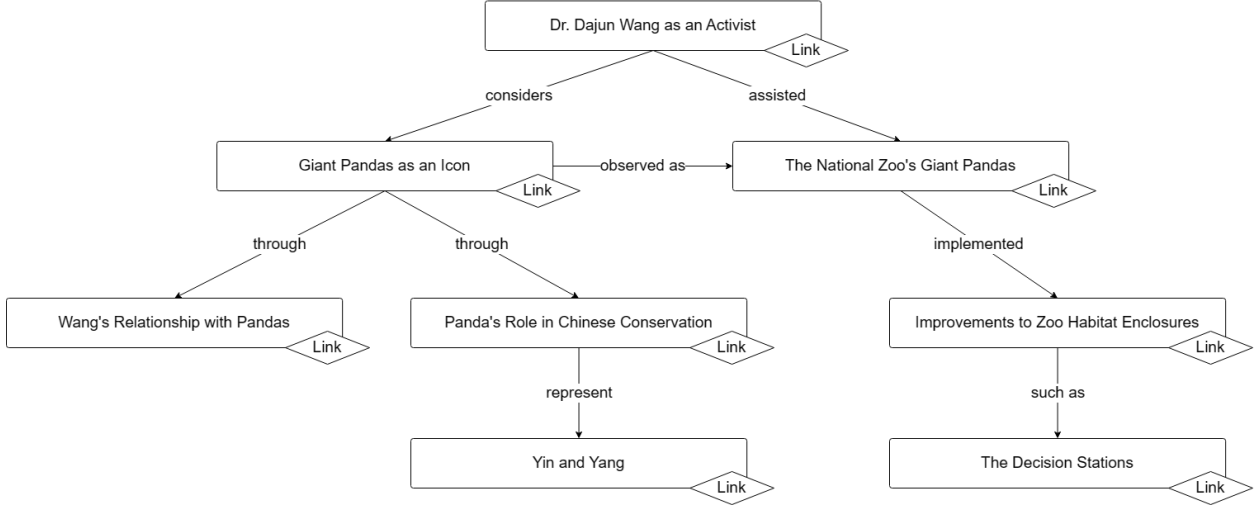 Dr. Dajun Wang as an Activist
Link
considers
assisted
Giant Pandas as an Icon
Link
observed as
The National Zoo's Giant Pandas
Link
through
through
implemented
Wang's Relationship with Pandas
Link
Panda's Role in Chinese Conservation
Link
Improvements to Zoo Habitat Enclosures
Link
represent
such as
Yin and Yang
Link
The Decision Stations
Link